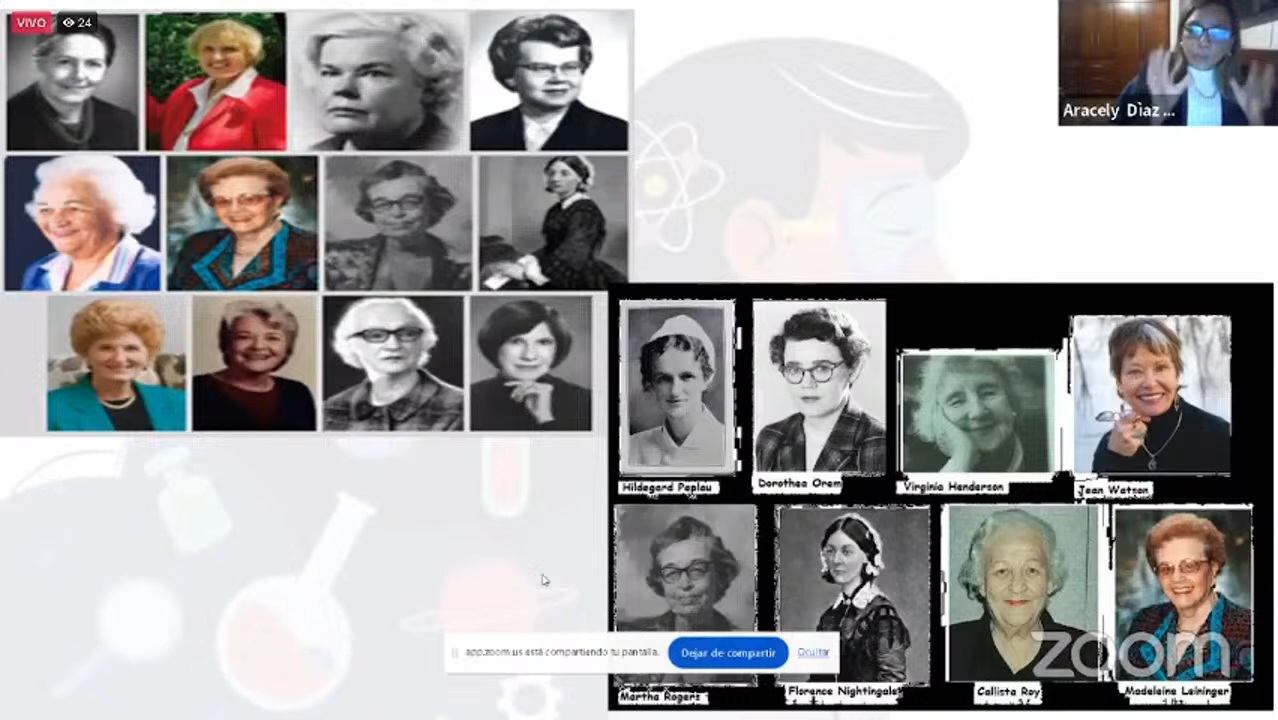 VIVO 24
Aracely Dìaz ...
Hildegard Peplau
Dorothea Orem
Virginia Henderson
Jean Watson
app.zoom.us está compartiendo tu pantalla.
Dejar de compartir
Ocultar
zoom
Martha Rogers
Florence Nightingale
Callista Roy
Madeleine Leininger